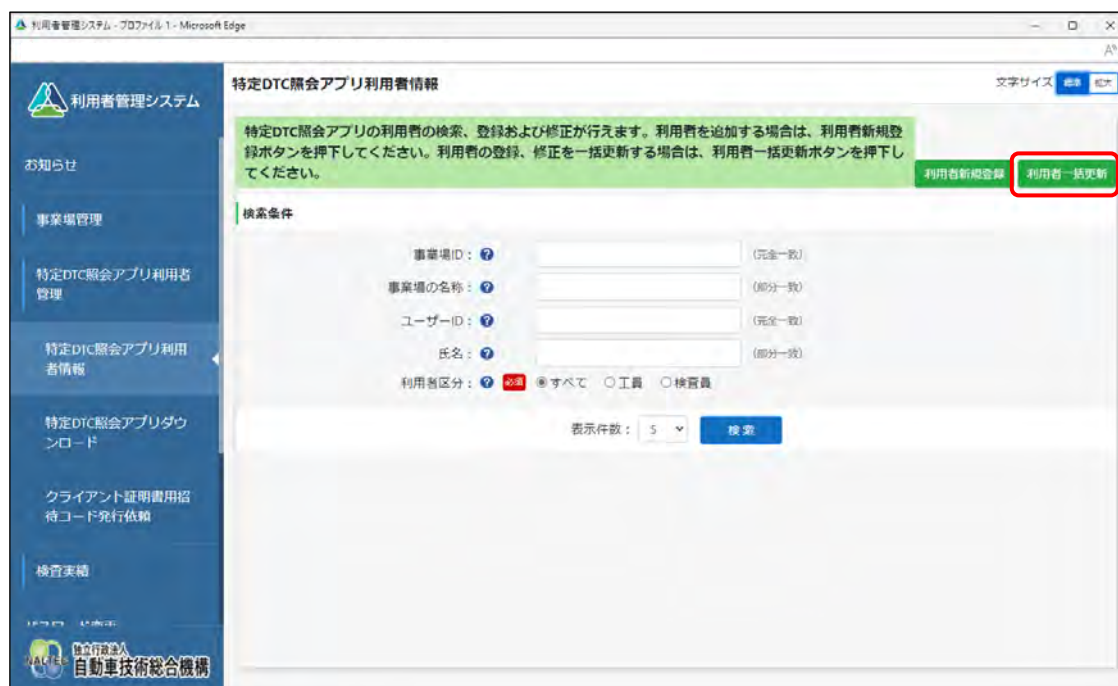 利用者管理システム - プロファイル 1 - Microsoft Edge
利用者管理システム
特定DTC照会アプリ利用者情報
文字サイズ 標準 拡大
特定DTC照会アプリの利用者の検索、登録および修正が行えます。利用者を追加する場合は、利用者新規登
録ボタンを押下してください。利用者の登録、修正を一括更新する場合は、利用者一括更新ボタンを押下し
てください。
利用者新規登録 利用者一括更新
お知らせ
事業場管理
特定DTC照会アプリ利用者
管理
特定DTC照会アプリ利用
者情報
特定DTC照会アプリダウ
ンロード
クライアント証明書用招
待コード発行依頼
検査実績
検索条件
事業場ID: (完全一致)
事業場の名称: (部分一致)
ユーザーID: (完全一致)
氏名: (部分一致)
利用者区分: 必須 すべて 工員 検査員
表示件数: 5 検索
NALTEC
独立行政法人
自動車技術総合機構